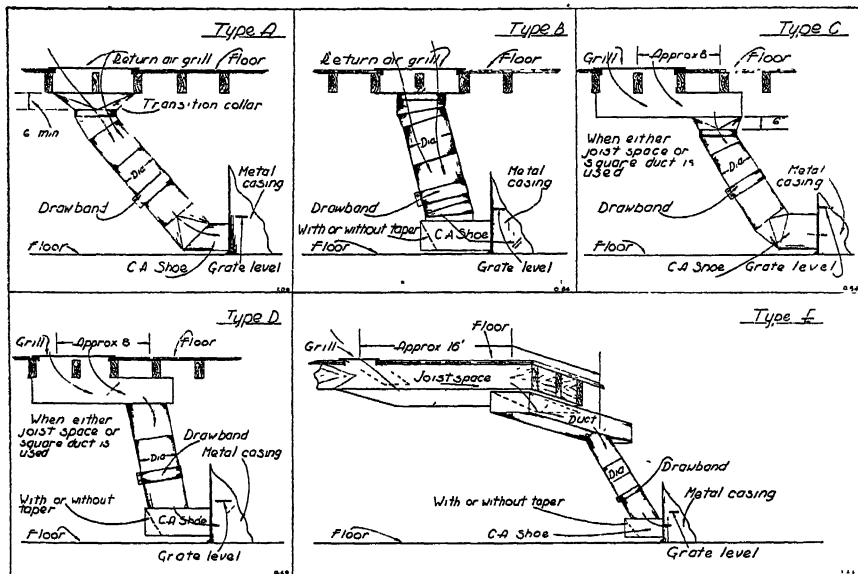 Type A
Return air grill
Floor
Transition collar
6 min
Dia
Metal
casing
Drawband
Floor
C.A Shoe
Grate level
Type B
Return air grill
Floor
Dia
Metal
casing
Drawband
With or without taper
C.A Shoe
Floor
Grate level
Type C
Grill
Approx 8
Floor
6"
When either
joist space or
square duct is
used
Dia
Metal
casing
Drawband
Floor
C.A Shoe
Grate level
Type D
Grill
Approx 8
Floor
When either
joist space or
square duct is
used
Dia
Drawband
Metal casing
With or without
taper
C.A Shoe
Floor
Grate level
Type E
Grill
Approx 16'
Floor
Joist space
Duct
Dia
Drawband
With or without taper
Metal casing
Floor
C A Shoe
Grate level